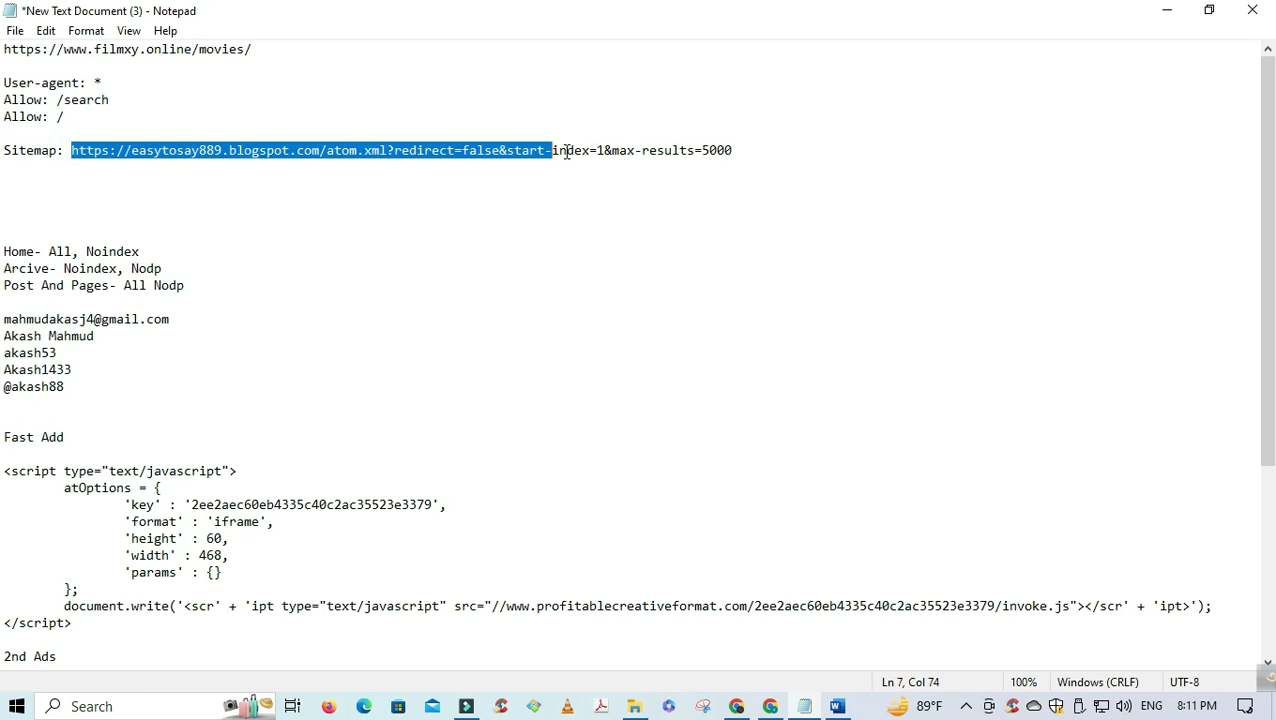 *New Text Document (3) - Notepad
File Edit Format View Help
https://www.filmxy.online/movies/
User-agent: *
Allow: /search
Allow: /
Sitemap: https://easytosay889.blogspot.com/atom.xml?redirect=false&start-index=1&max-results=5000
Home- All, Noindex
Arcive- Noindex, Nodp
Post And Pages- All Nodp
mahmudakasj4@gmail.com
Akash Mahmud
akash53
Akash1433
@akash88
Fast Add
<script type="text/javascript">
atOptions = {
'key' : '2ee2aec60eb4335c40c2ac35523e3379',
'format' : 'iframe',
'height' : 60,
'width' : 468,
'params' : {}
};
document.write('<scr' + 'ipt type="text/javascript" src="//www.profitablecreativeformat.com/2ee2aec60eb4335c40c2ac35523e3379/invoke.js"></scr' + 'ipt>');
</script>
2nd Ads
Ln 7, Col 74 100% Windows (CRLF) UTF-8
Search 89°F ENG 8:11 PM